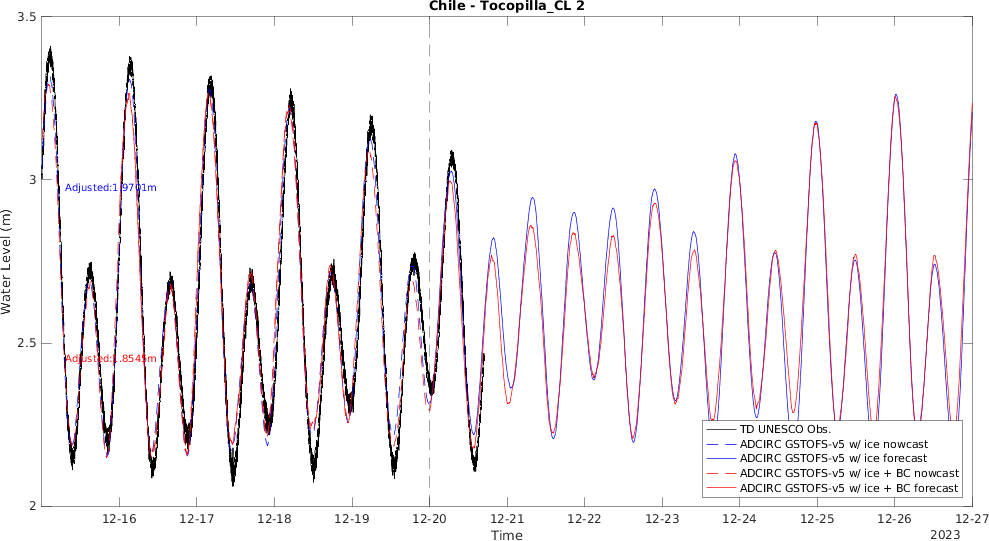 Chile - Tocopilla_CL 2
3.5
3
2.5
2
Water Level (m)
Adjusted:1.9701m
Adjusted:1.8545m
TD UNESCO Obs.
ADCIRC GSTOFS-v5 w/ ice nowcast
ADCIRC GSTOFS-v5 w/ ice forecast
ADCIRC GSTOFS-v5 w/ ice + BC nowcast
ADCIRC GSTOFS-v5 w/ ice + BC forecast
12-16 12-17 12-18 12-19 12-20 12-21 12-22 12-23 12-24 12-25 12-26 12-27
Time
2023